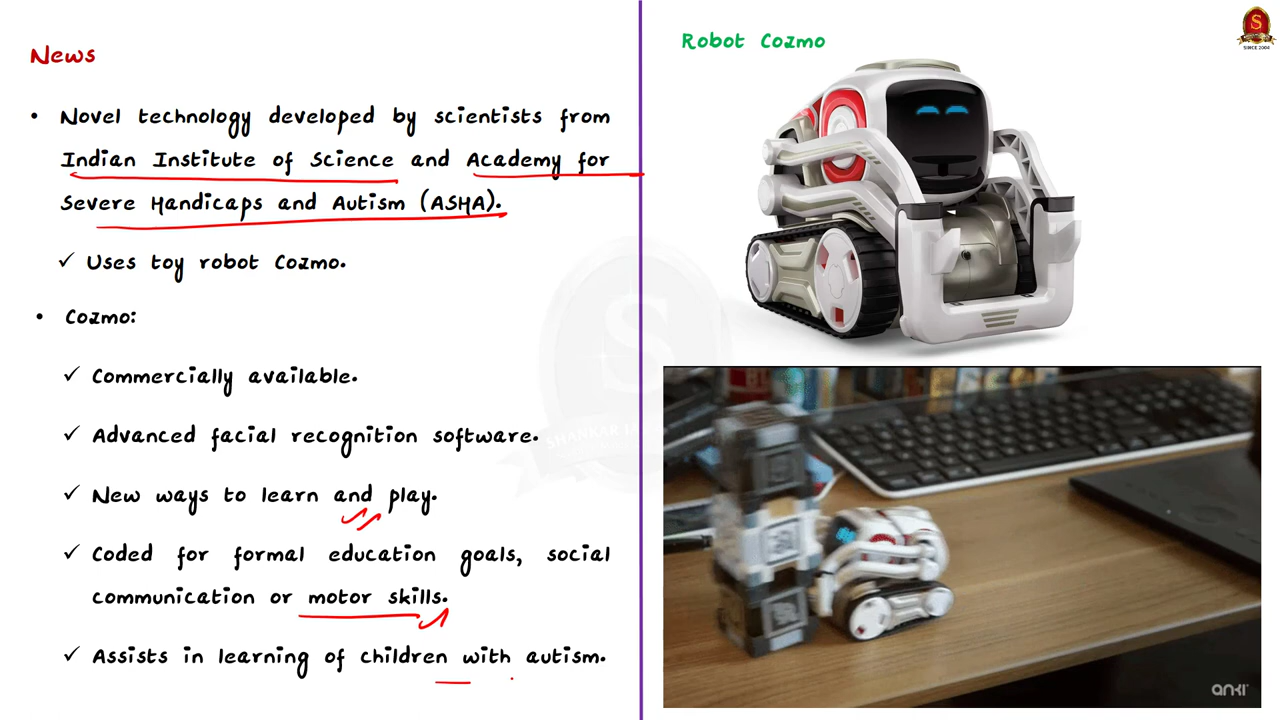 News
• Novel technology developed by scientists from
Indian Institute of Science and Academy for
Severe Handicaps and Autism (ASHA).
✓ Uses toy robot Cozmo.
• Cozmo:
✓ Commercially available.
✓ Advanced facial recognition software.
✓ New ways to learn and play.
✓ Coded for formal education goals, social
communication or motor skills.
✓ Assists in learning of children with autism.
Robot Cozmo
S
SINCE 2004
S
SHANKAR
ANKI